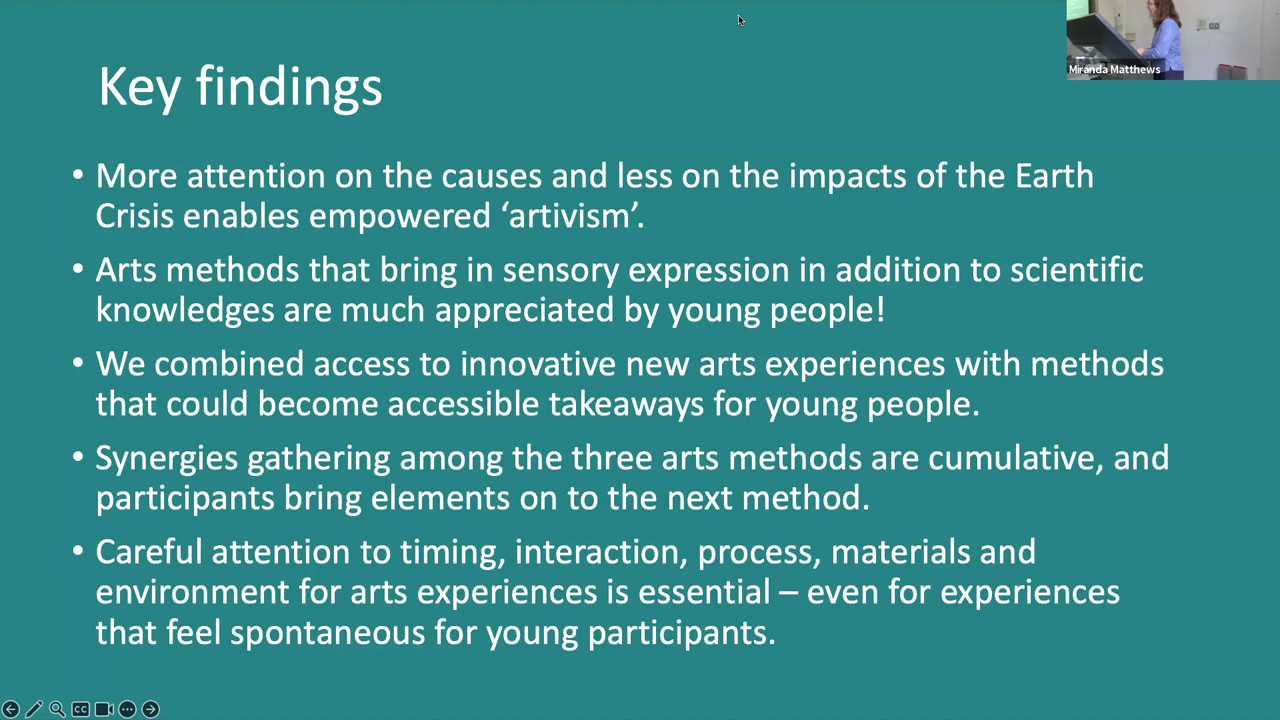 Miranda Matthews
Key findings
• More attention on the causes and less on the impacts of the Earth
Crisis enables empowered ‘artivism’.
• Arts methods that bring in sensory expression in addition to scientific
knowledges are much appreciated by young people!
• We combined access to innovative new arts experiences with methods
that could become accessible takeaways for young people.
• Synergies gathering among the three arts methods are cumulative, and
participants bring elements on to the next method.
• Careful attention to timing, interaction, process, materials and
environment for arts experiences is essential – even for experiences
that feel spontaneous for young participants.
CC